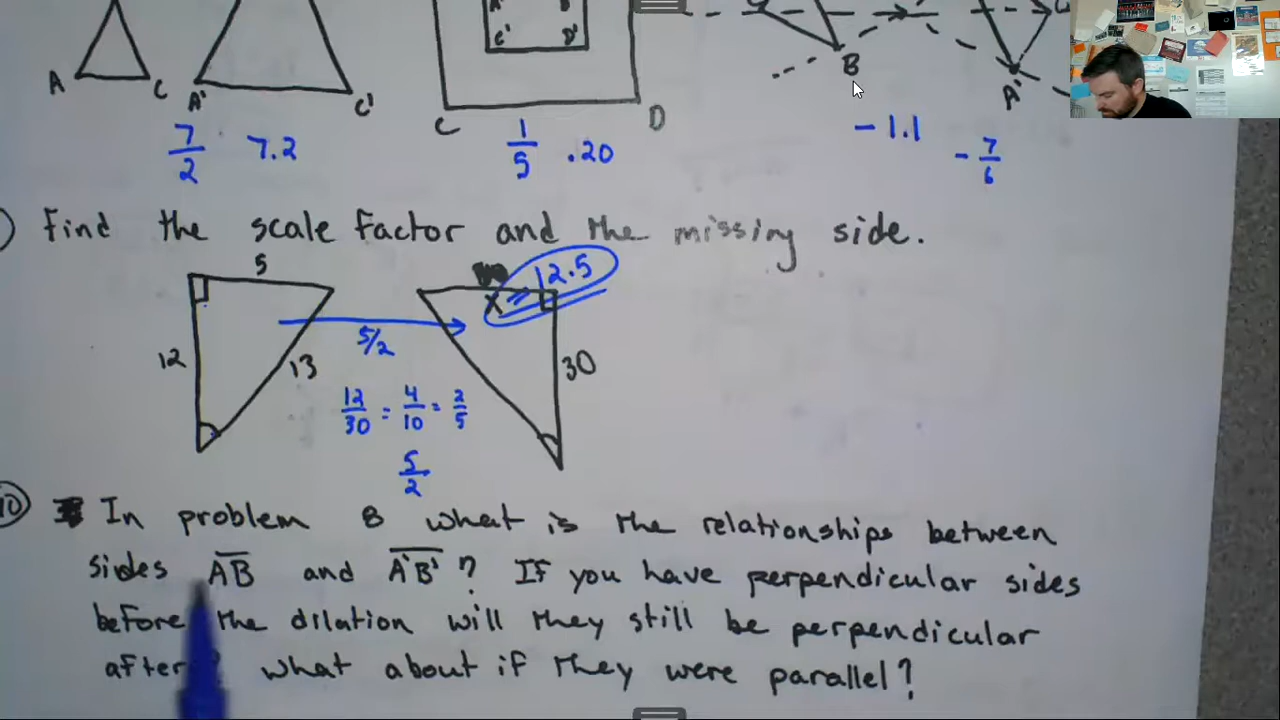 A' B'
C' D'
B
A C A' C'
C D
A'
7/2 7.2
1/5 .20
- 1.1 - 7/6
) Find the scale factor and the missing side.
5
x = 12.5
5/2
12 13 30
12/30 = 4/10 = 2/5
5/2
10 In problem 8 what is the relationships between
sides AB and A'B'? If you have perpendicular sides
before the dilation will they still be perpendicular
after? what about if they were parallel?